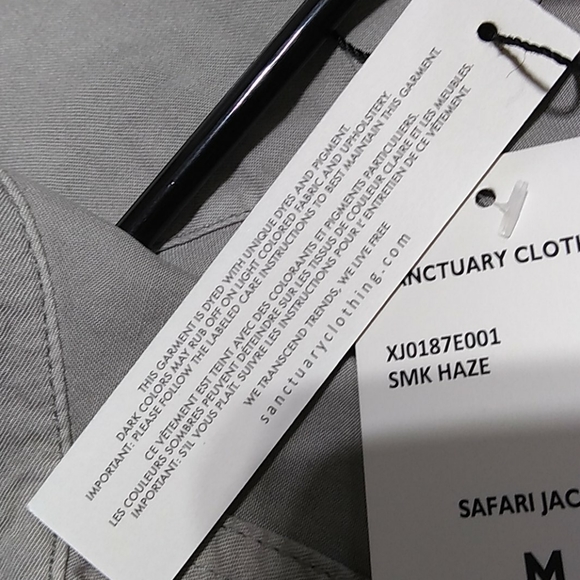 THIS GARMENT IS DYED WITH UNIQUE DYES AND PIGMENT.
DARK COLORS MAY RUB OFF ON LIGHT COLORED FABRIC AND UPHOLSTERY.
IMPORTANT: PLEASE FOLLOW THE LABELED CARE INSTRUCTIONS TO BEST MAINTAIN THIS GARMENT.
CE VÊTEMENT EST TEINT AVEC DES COLORANTS ET PIGMENTS PARTICULIERS.
LES COULEURS SOMBRES PEUVENT DÉTEINDRE SUR LES TISSUS DE COULEUR CLAIRE ET LES MEUBLES.
IMPORTANT: S'IL VOUS PLAÎT, SUIVRE LES INSTRUCTIONS POUR L'ENTRETIEN DE CE VÊTEMENT.
WE TRANSCEND TRENDS, WE LIVE FREE
sanctuaryclothing.com
ANCTUARY CLOTH
XJ0187E001
SMK HAZE
SAFARI JAC
M